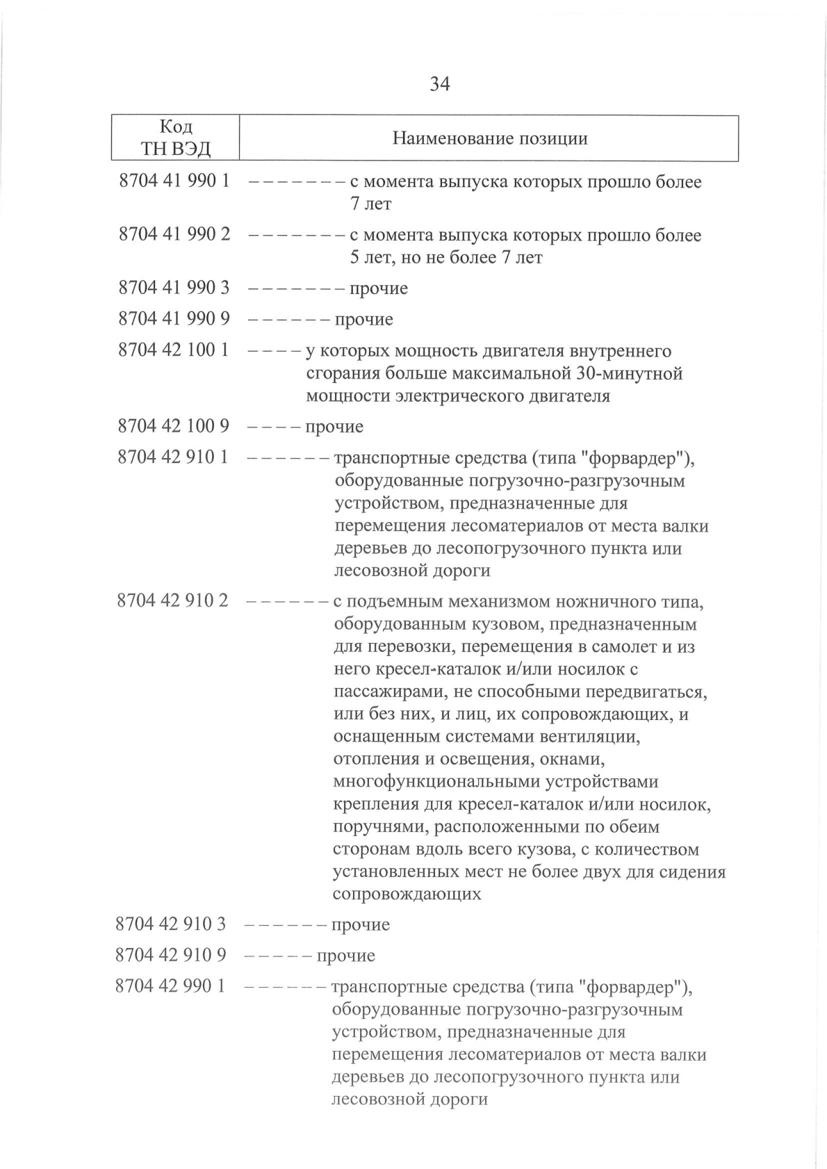 34
Код
ТН ВЭД
Наименование позиции
8704 41 990 1 – – – – – – – с момента выпуска которых прошло более
7 лет
8704 41 990 2 – – – – – – – с момента выпуска которых прошло более
5 лет, но не более 7 лет
8704 41 990 3 – – – – – – – прочие
8704 41 990 9 – – – – – – прочие
8704 42 100 1 – – – – у которых мощность двигателя внутреннего
сгорания больше максимальной 30-минутной
мощности электрического двигателя
8704 42 100 9 – – – – прочие
8704 42 910 1 – – – – – – транспортные средства (типа "форвардер"),
оборудованные погрузочно-разгрузочным
устройством, предназначенные для
перемещения лесоматериалов от места валки
деревьев до лесопогрузочного пункта или
лесовозной дороги
8704 42 910 2 – – – – – – с подъемным механизмом ножничного типа,
оборудованным кузовом, предназначенным
для перевозки, перемещения в самолет и из
него кресел-каталок и/или носилок с
пассажирами, не способными передвигаться,
или без них, и лиц, их сопровождающих, и
оснащенным системами вентиляции,
отопления и освещения, окнами,
многофункциональными устройствами
крепления для кресел-каталок и/или носилок,
поручнями, расположенными по обеим
сторонам вдоль всего кузова, с количеством
установленных мест не более двух для сидения
сопровождающих
8704 42 910 3 – – – – – – прочие
8704 42 910 9 – – – – – прочие
8704 42 990 1 – – – – – – транспортные средства (типа "форвардер"),
оборудованные погрузочно-разгрузочным
устройством, предназначенные для
перемещения лесоматериалов от места валки
деревьев до лесопогрузочного пункта или
лесовозной дороги